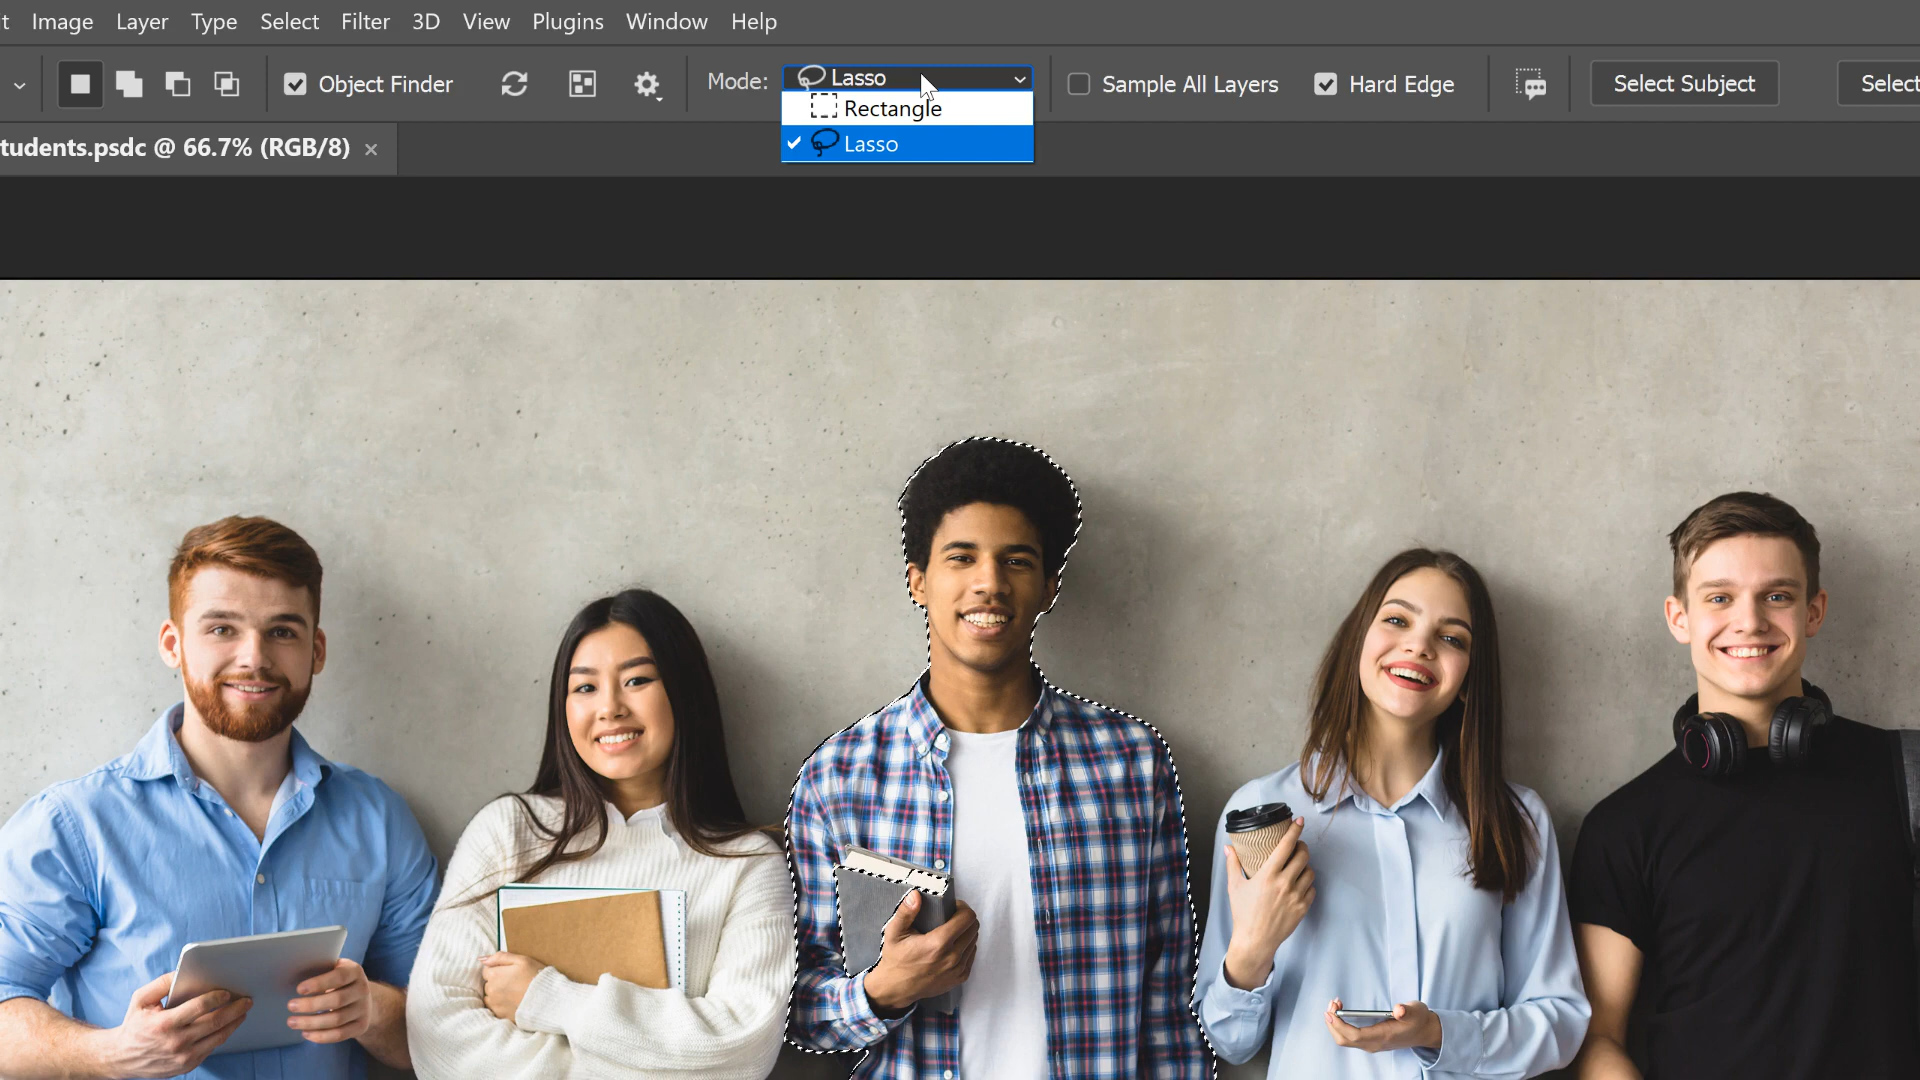 t Image Layer Type Select Filter 3D View Plugins Window Help
Object Finder Mode: Lasso Sample All Layers Hard Edge Select Subject Select
Rectangle
Lasso
tudents.psdc @ 66.7% (RGB/8) ×